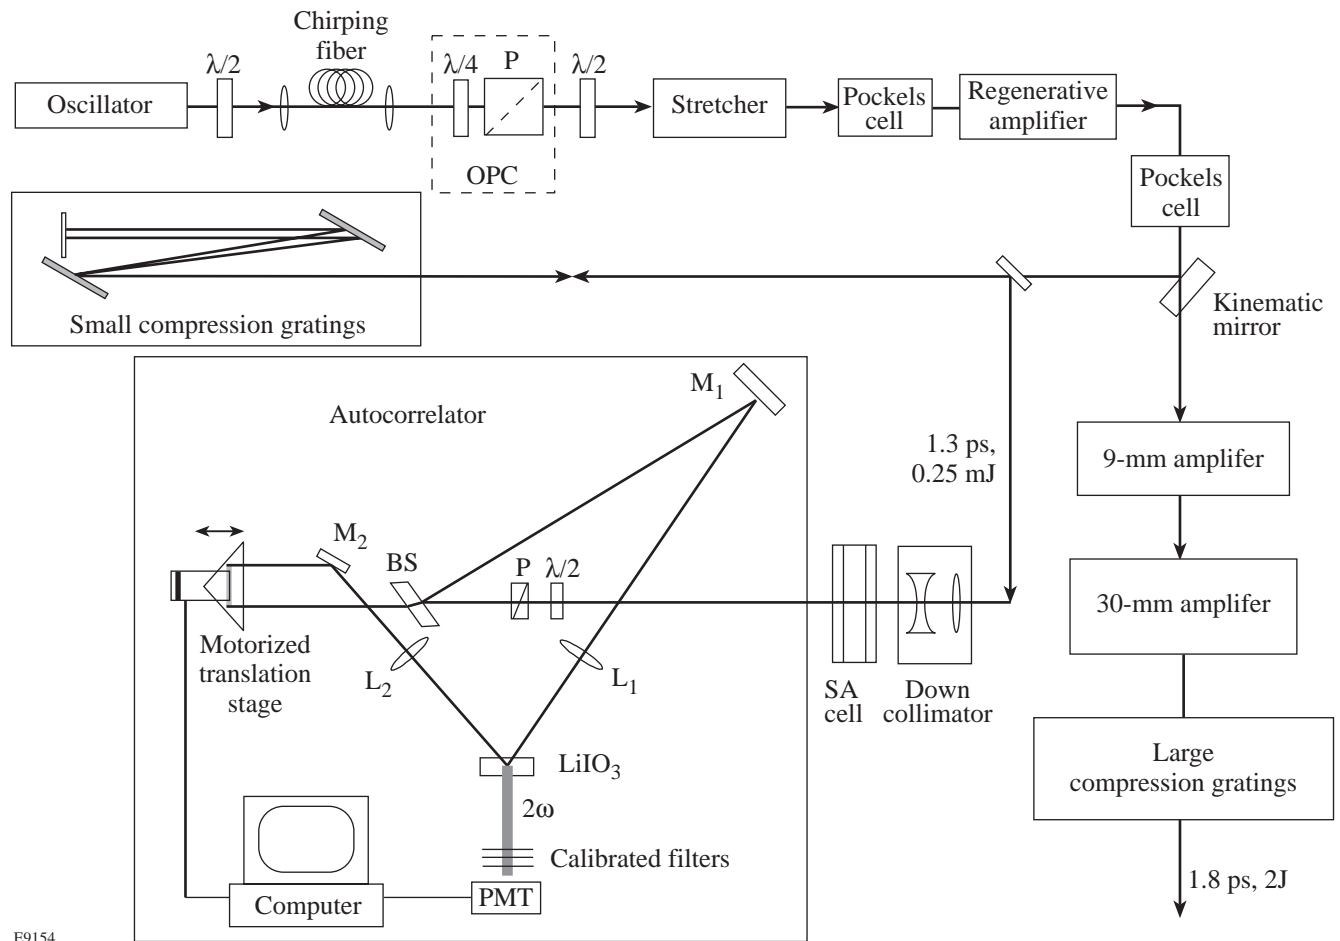 Chirping
fiber
λ/2
λ/4
P
λ/2
Oscillator
Stretcher
Pockels
cell
Regenerative
amplifier
OPC
Pockels
cell
Small compression gratings
Kinematic
mirror
M1
Autocorrelator
1.3 ps,
0.25 mJ
9-mm amplifer
M2
BS
P
λ/2
30-mm amplifer
Motorized
translation
stage
L2
L1
SA
cell
Down
collimator
LiIO3
Large
compression gratings
2ω
Calibrated filters
PMT
Computer
1.8 ps, 2J
E9154